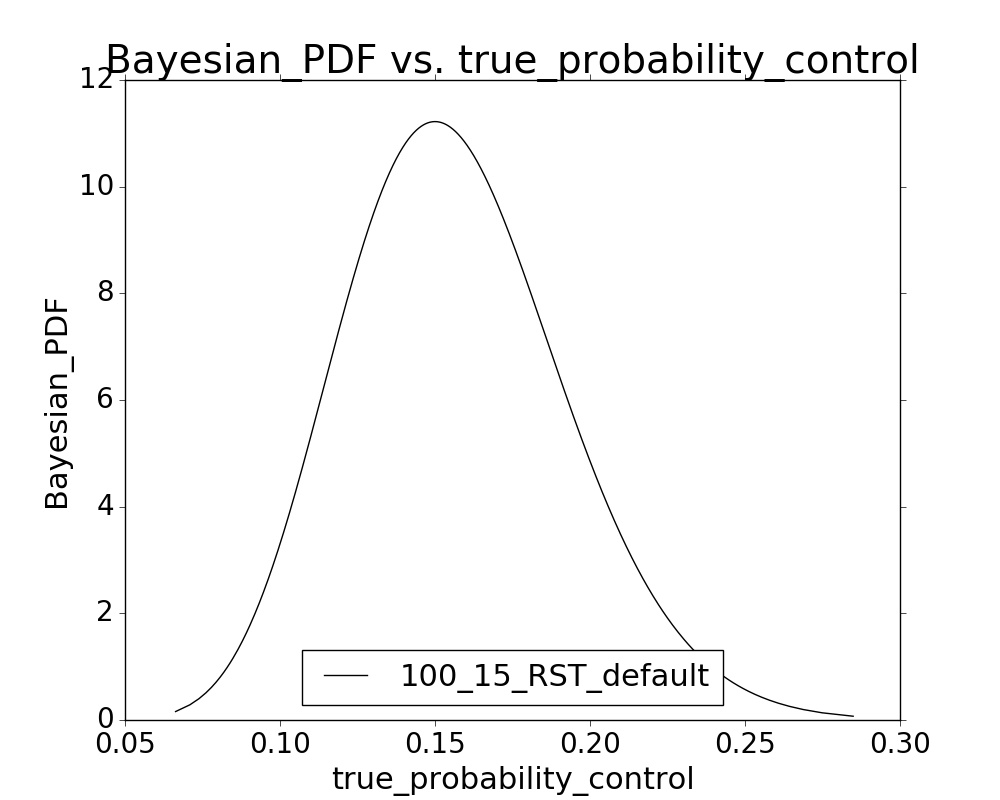 Bayesian_PDF vs. true_probability_control
12
10
8
6
4
2
0
Bayesian_PDF
100_15_RST_default
0.05 0.10 0.15 0.20 0.25 0.30
true_probability_control